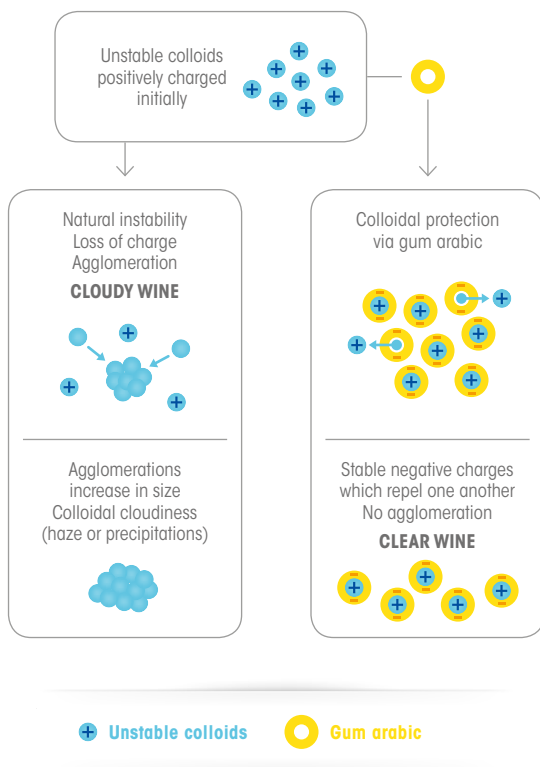 Unstable colloids
positively charged
initially
Natural instability
Loss of charge
Agglomeration
CLOUDY WINE
Agglomerations
increase in size
Colloidal cloudiness
(haze or precipitations)
Colloidal protection
via gum arabic
Stable negative charges
which repel one another
No agglomeration
CLEAR WINE
Unstable colloids
Gum arabic